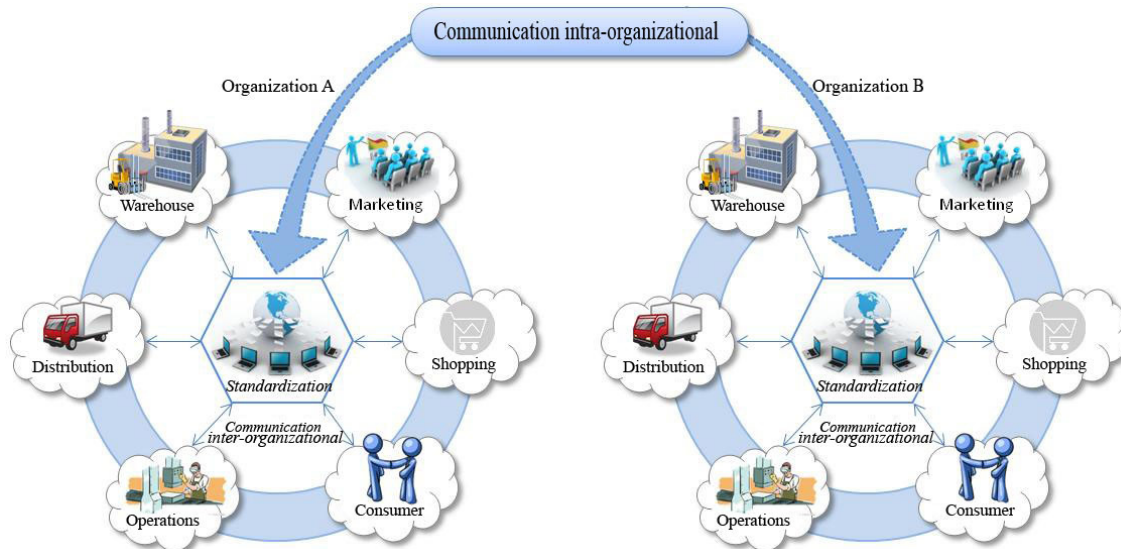 Communication intra-organizational
Organization A
Organization B
Warehouse
Marketing
Warehouse
Marketing
Distribution
Standardization
Shopping
Distribution
Standardization
Shopping
Communication
inter-organizational
Communication
inter-organizational
Operations
Consumer
Operations
Consumer